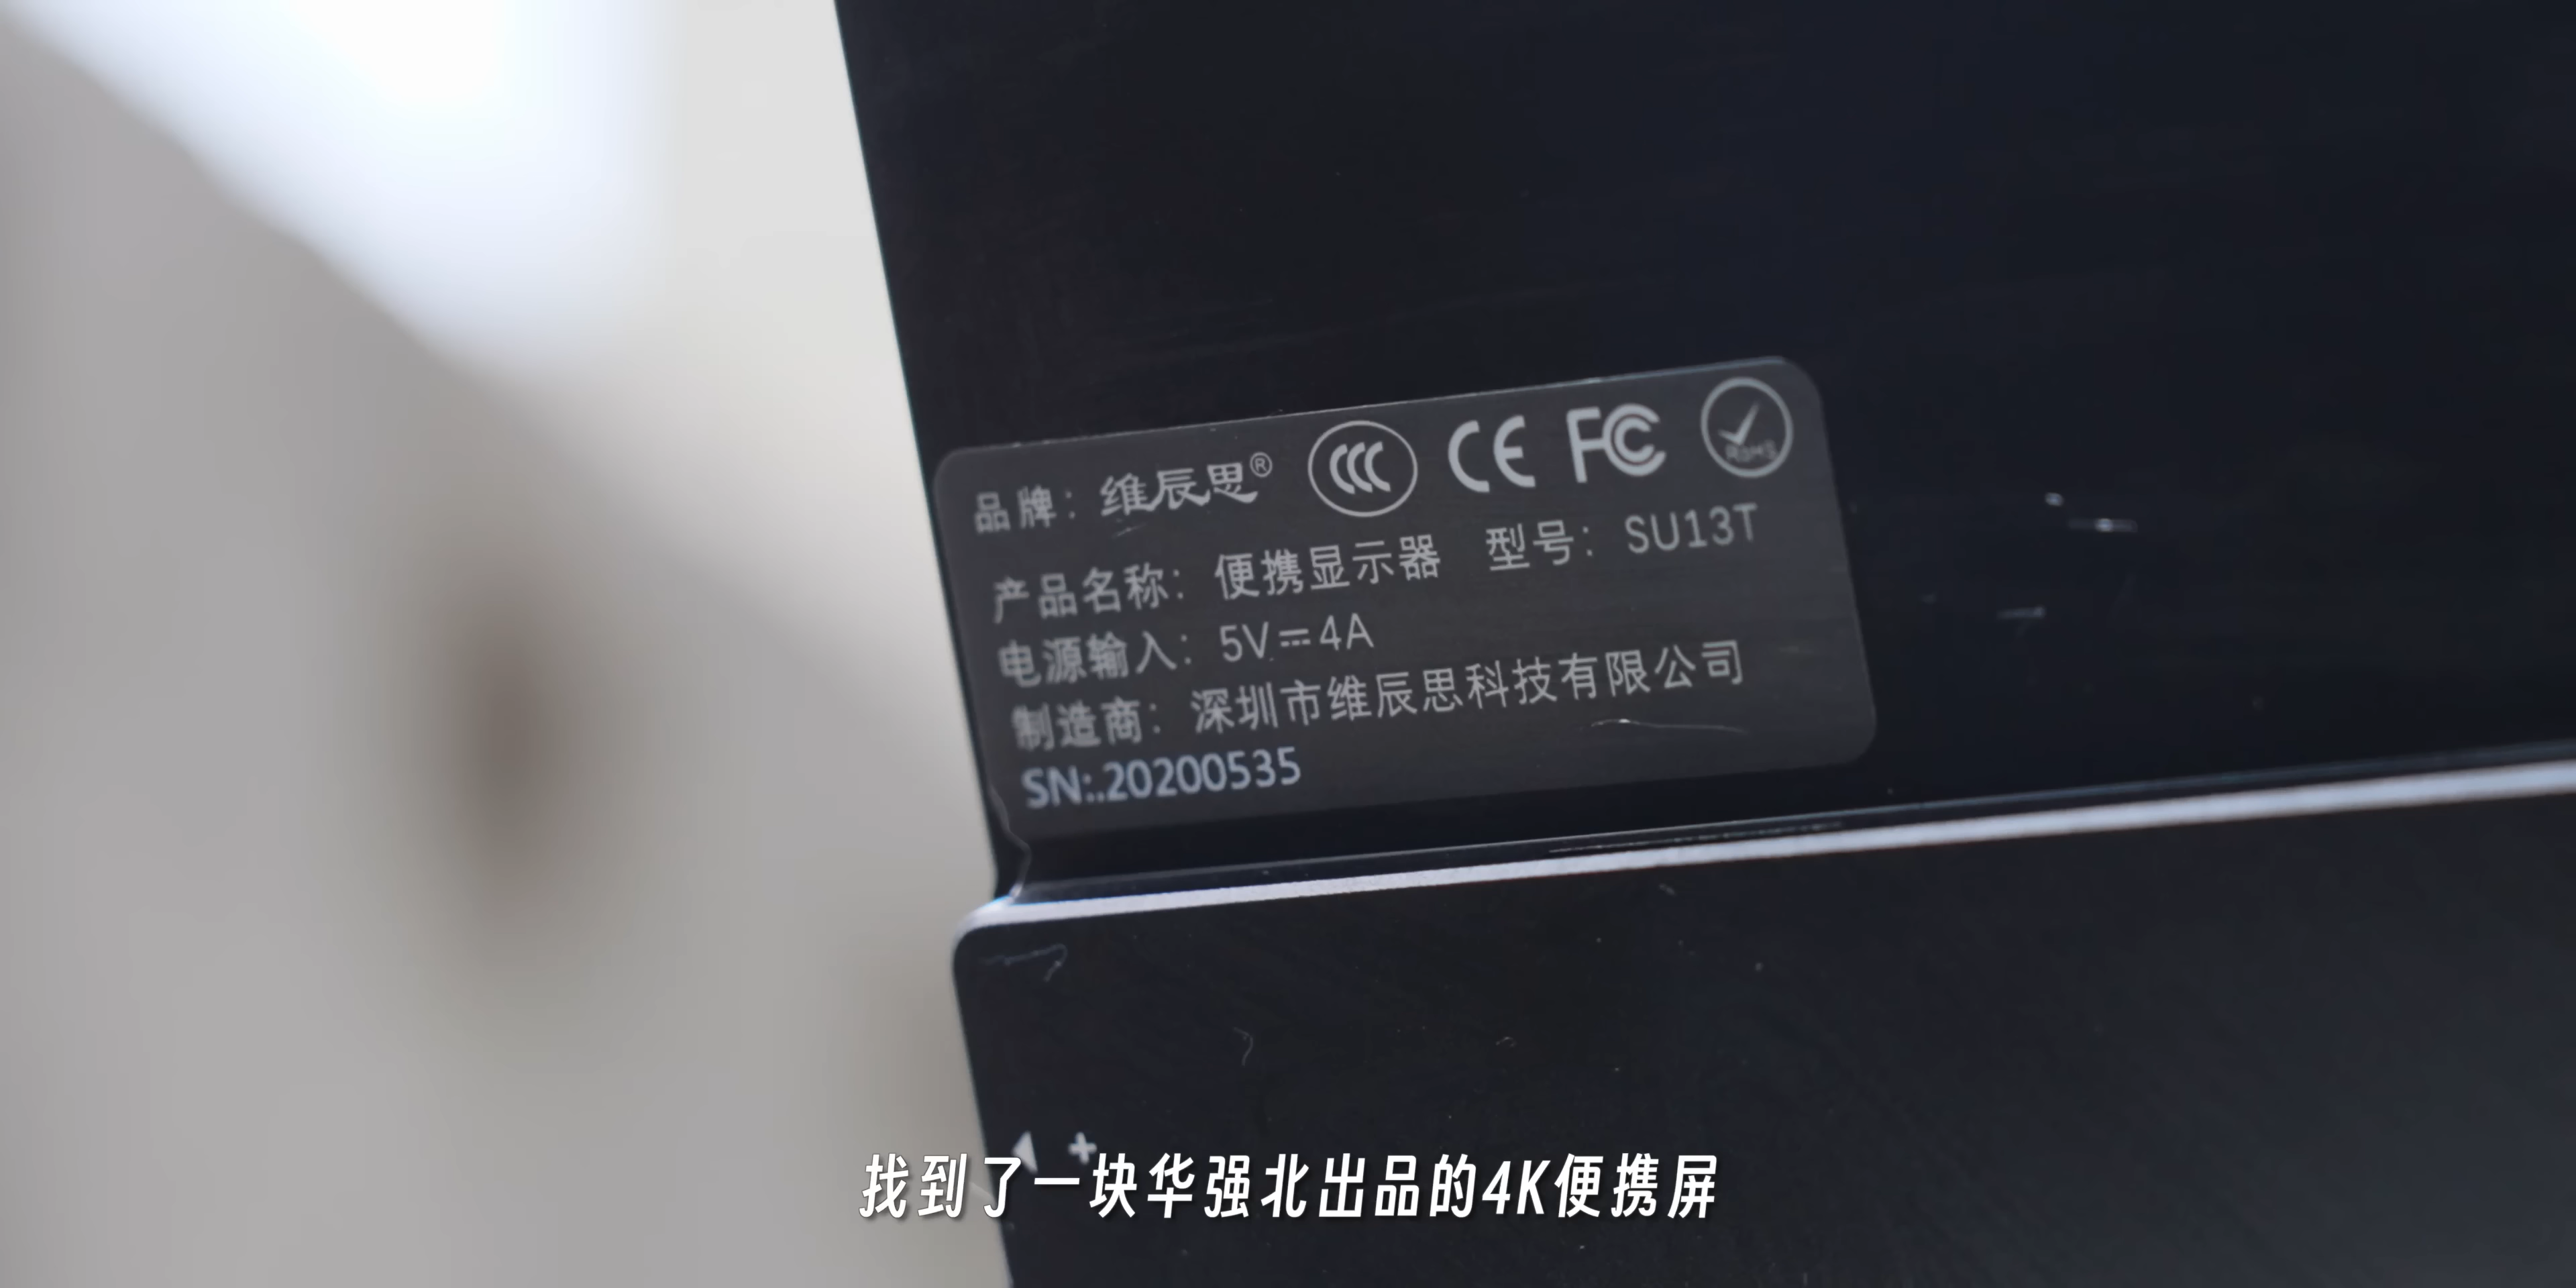 品牌：维辰思® CCC CE FC RoHS
产品名称：便携显示器 型号：SU13T
电源输入：5V⎓4A
制造商：深圳市维辰思科技有限公司
SN:.20200535
◀ +
找到了一块华强北出品的4K便携屏